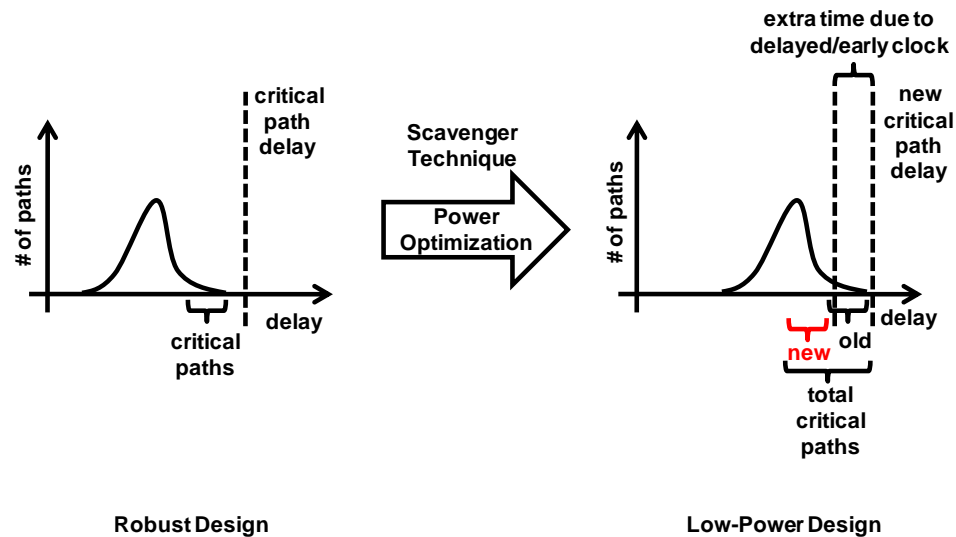 # of paths
critical
path
delay
delay
critical
paths
Robust Design
Scavenger
Technique
Power
Optimization
extra time due to
delayed/early clock
# of paths
new
critical
path
delay
delay
new
old
total
critical
paths
Low-Power Design